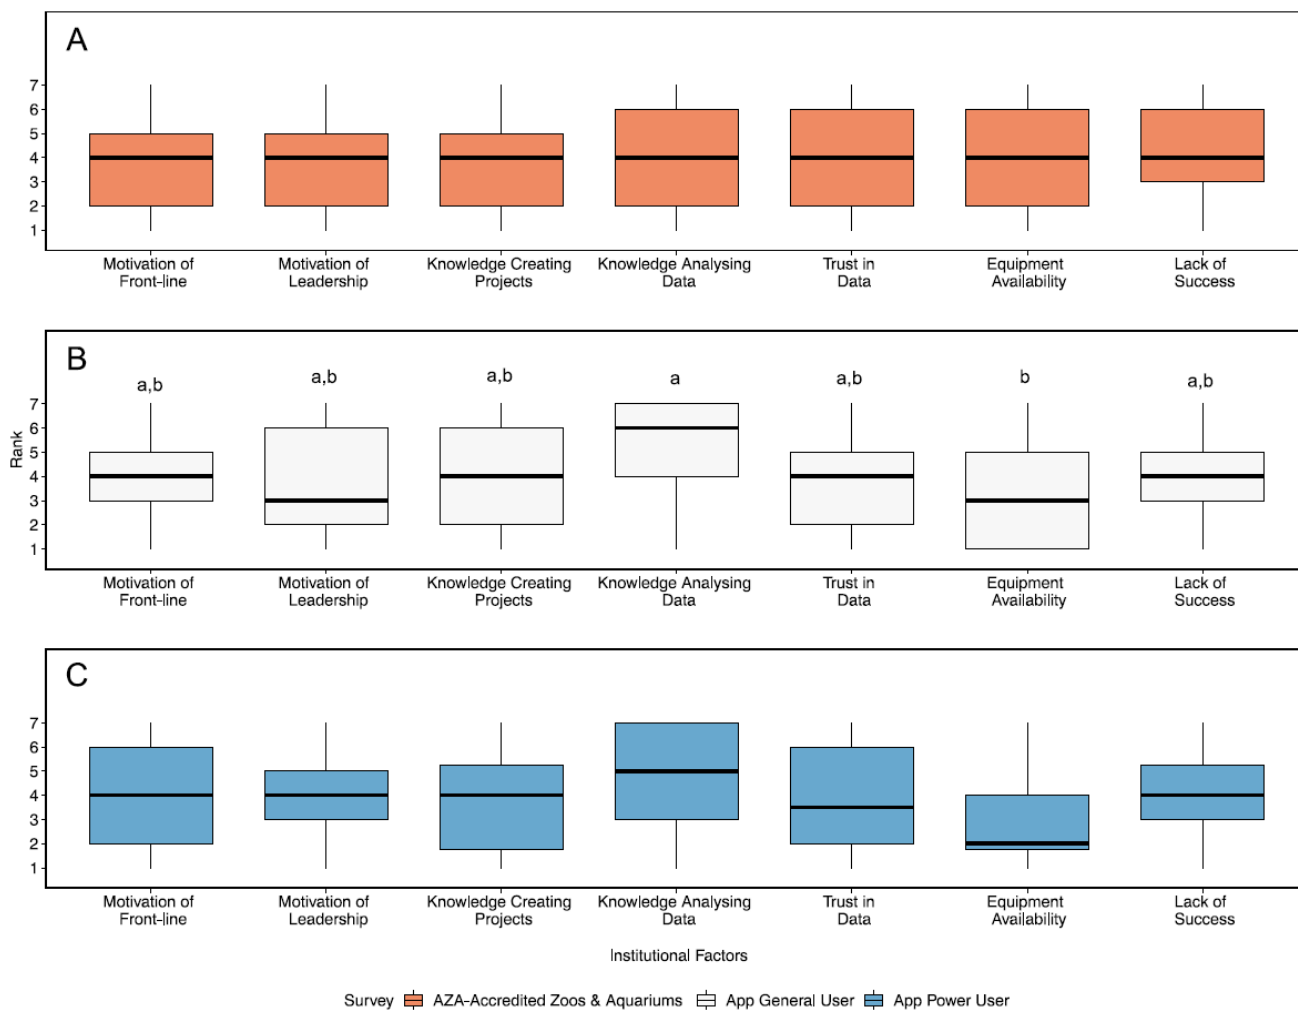 A
7
6
5
4
3
2
1
Motivation of Front-line
Motivation of Leadership
Knowledge Creating Projects
Knowledge Analysing Data
Trust in Data
Equipment Availability
Lack of Success
B
a,b
a,b
a,b
a
a,b
b
a,b
Rank
7
6
5
4
3
2
1
Motivation of Front-line
Motivation of Leadership
Knowledge Creating Projects
Knowledge Analysing Data
Trust in Data
Equipment Availability
Lack of Success
C
7
6
5
4
3
2
1
Motivation of Front-line
Motivation of Leadership
Knowledge Creating Projects
Knowledge Analysing Data
Trust in Data
Equipment Availability
Lack of Success
Institutional Factors
Survey AZA-Accredited Zoos & Aquariums App General User App Power User